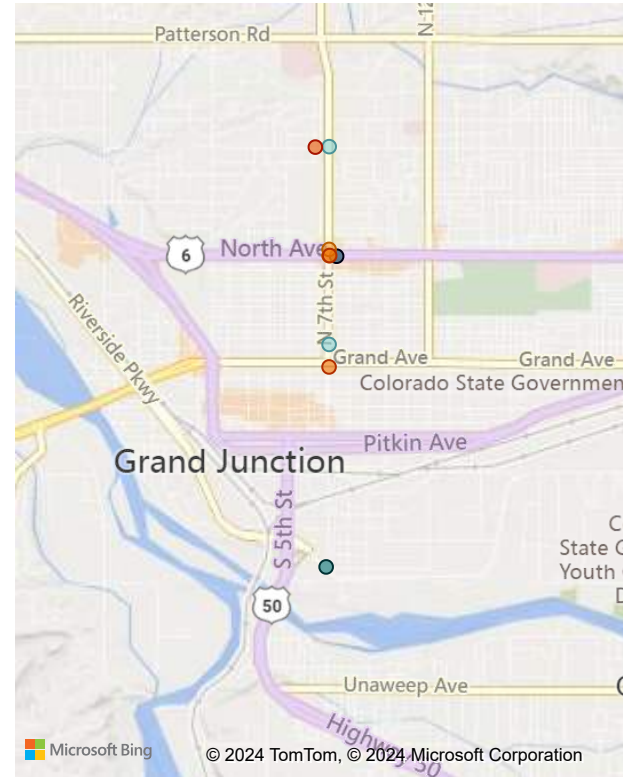 Patterson Rd
N 12
North Ave
6
N 7th St
Riverside Pkwy
Grand Ave
Grand Ave
Colorado State Governmen
Pitkin Ave
Grand Junction
S 5th St
C
State G
Youth
D
50
Unaweep Ave
Highway 50
Microsoft Bing
© 2024 TomTom, © 2024 Microsoft Corporation